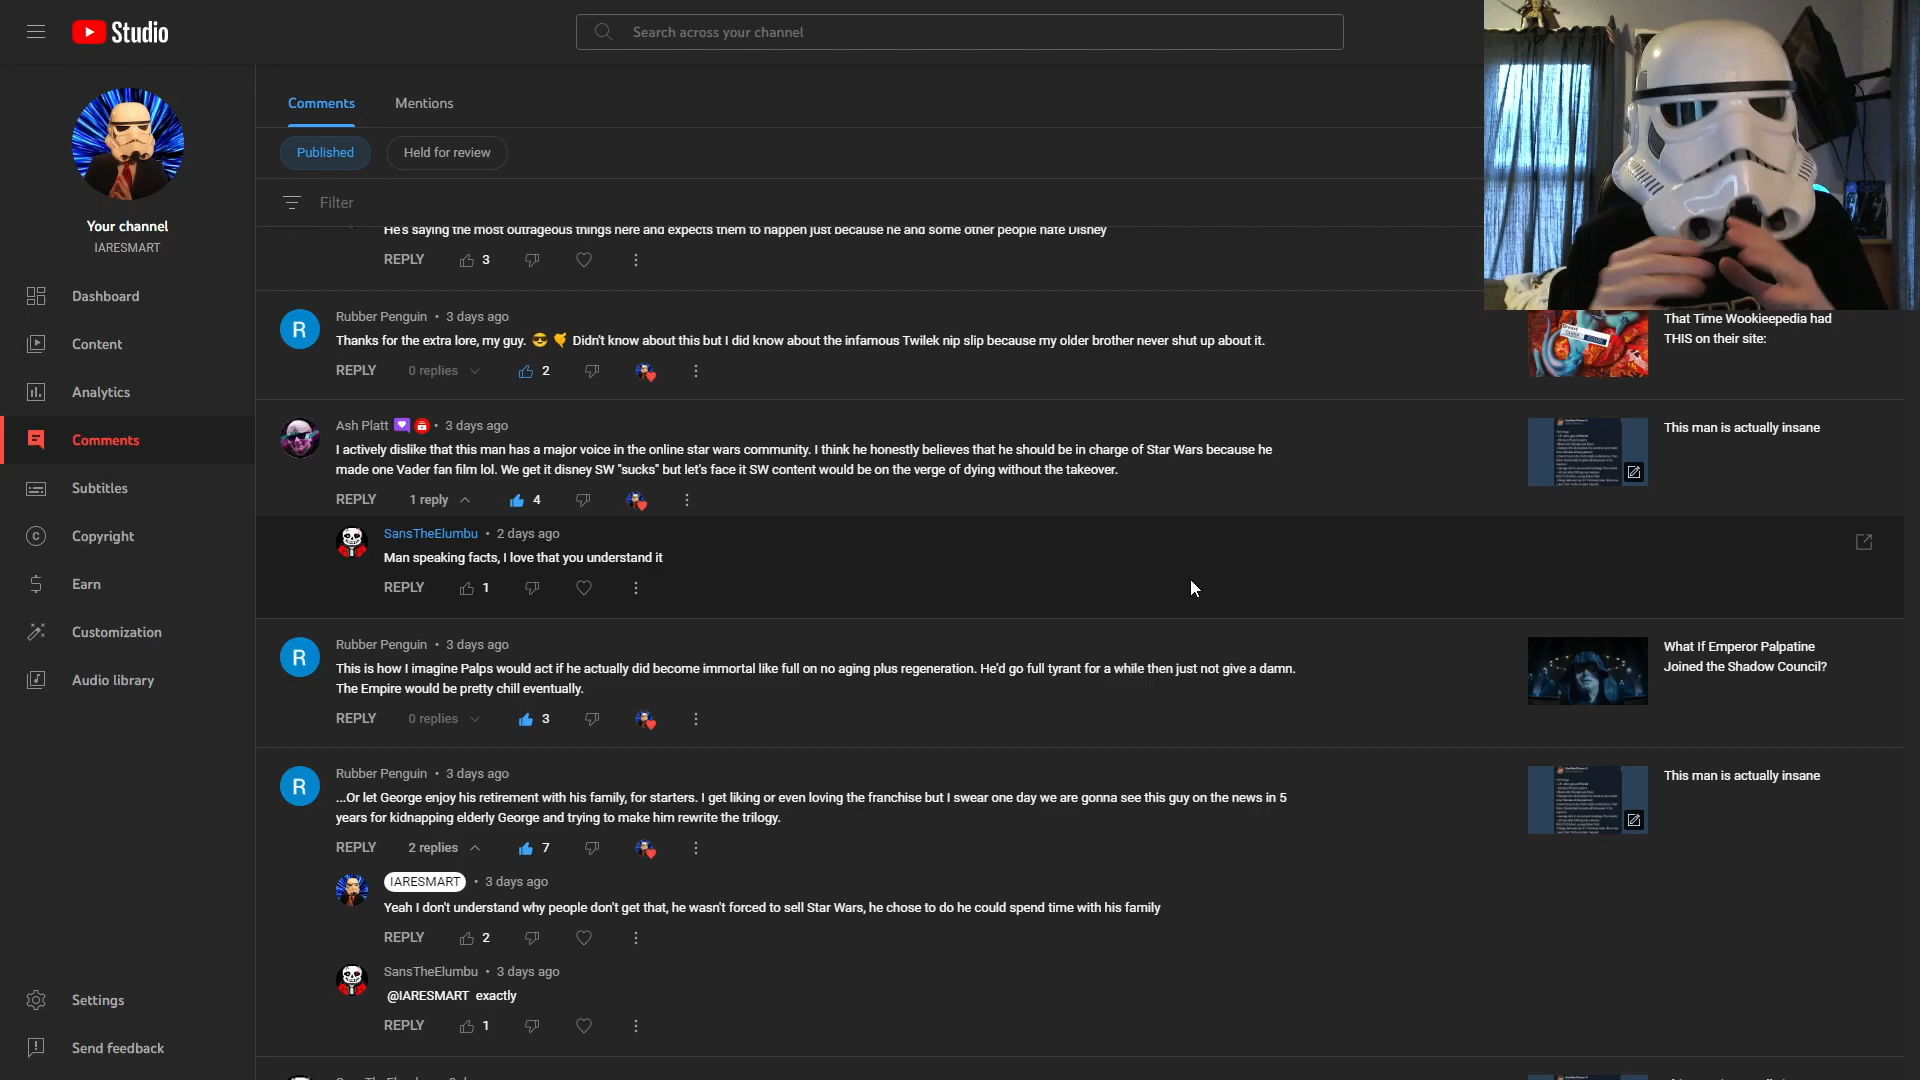 Studio
Search across your channel
Your channel
IARESMART
Dashboard
Content
Analytics
Comments
Subtitles
Copyright
Earn
Customization
Audio library
Settings
Send feedback
Comments
Mentions
Published
Held for review
Filter
He's saying the most outrageous things here and expects them to happen just because he and some other people hate Disney
REPLY 3
Rubber Penguin • 3 days ago
Thanks for the extra lore, my guy. 😎 🤙 Didn't know about this but I did know about the infamous Twilek nip slip because my older brother never shut up about it.
REPLY 0 replies 2
That Time Wookieepedia had
THIS on their site:
Ash Platt • 3 days ago
I actively dislike that this man has a major voice in the online star wars community. I think he honestly believes that he should be in charge of Star Wars because he
made one Vader fan film lol. We get it disney SW "sucks" but let's face it SW content would be on the verge of dying without the takeover.
REPLY 1 reply 4
This man is actually insane
SansTheElumbu • 2 days ago
Man speaking facts, I love that you understand it
REPLY 1
Rubber Penguin • 3 days ago
This is how I imagine Palps would act if he actually did become immortal like full on no aging plus regeneration. He'd go full tyrant for a while then just not give a damn.
The Empire would be pretty chill eventually.
REPLY 0 replies 3
What If Emperor Palpatine
Joined the Shadow Council?
Rubber Penguin • 3 days ago
...Or let George enjoy his retirement with his family, for starters. I get liking or even loving the franchise but I swear one day we are gonna see this guy on the news in 5
years for kidnapping elderly George and trying to make him rewrite the trilogy.
REPLY 2 replies 7
This man is actually insane
IARESMART • 3 days ago
Yeah I don't understand why people don't get that, he wasn't forced to sell Star Wars, he chose to do he could spend time with his family
REPLY 2
SansTheElumbu • 3 days ago
@IARESMART exactly
REPLY 1